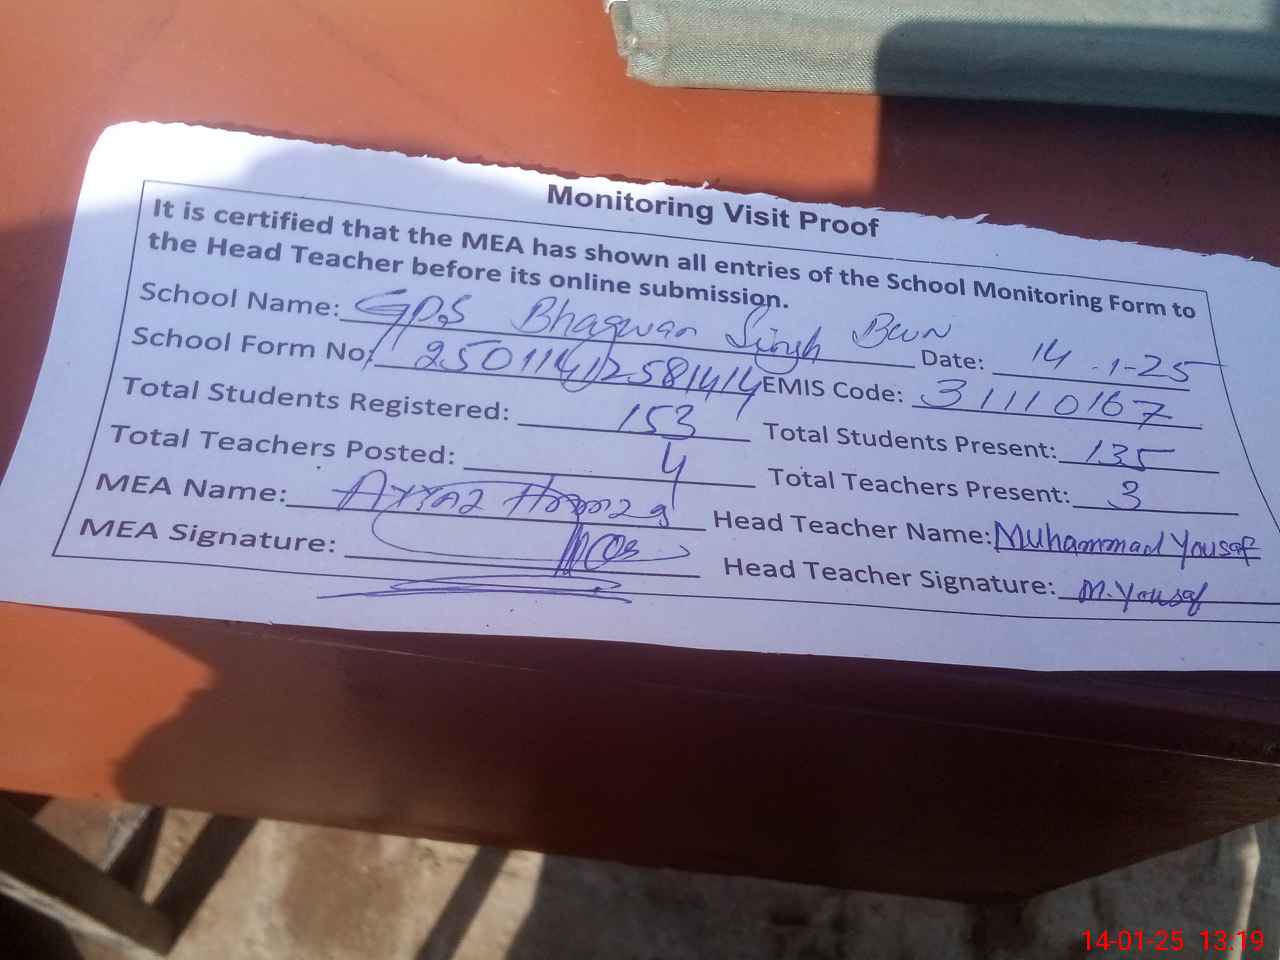 Monitoring Visit Proof
It is certified that the MEA has shown all entries of the School Monitoring Form to
the Head Teacher before its online submission.
School Name: GPS Bhagwan Singh Bwn Date: 14-1-25
School Form No: EMIS Code: 31110167
Total Students Registered: 153 Total Students Present: 135
Total Teachers Posted: 4 Total Teachers Present: 3
MEA Name: Head Teacher Name: Muhammad Yousaf
MEA Signature: Head Teacher Signature: M. Yousaf
14-01-25 13:19